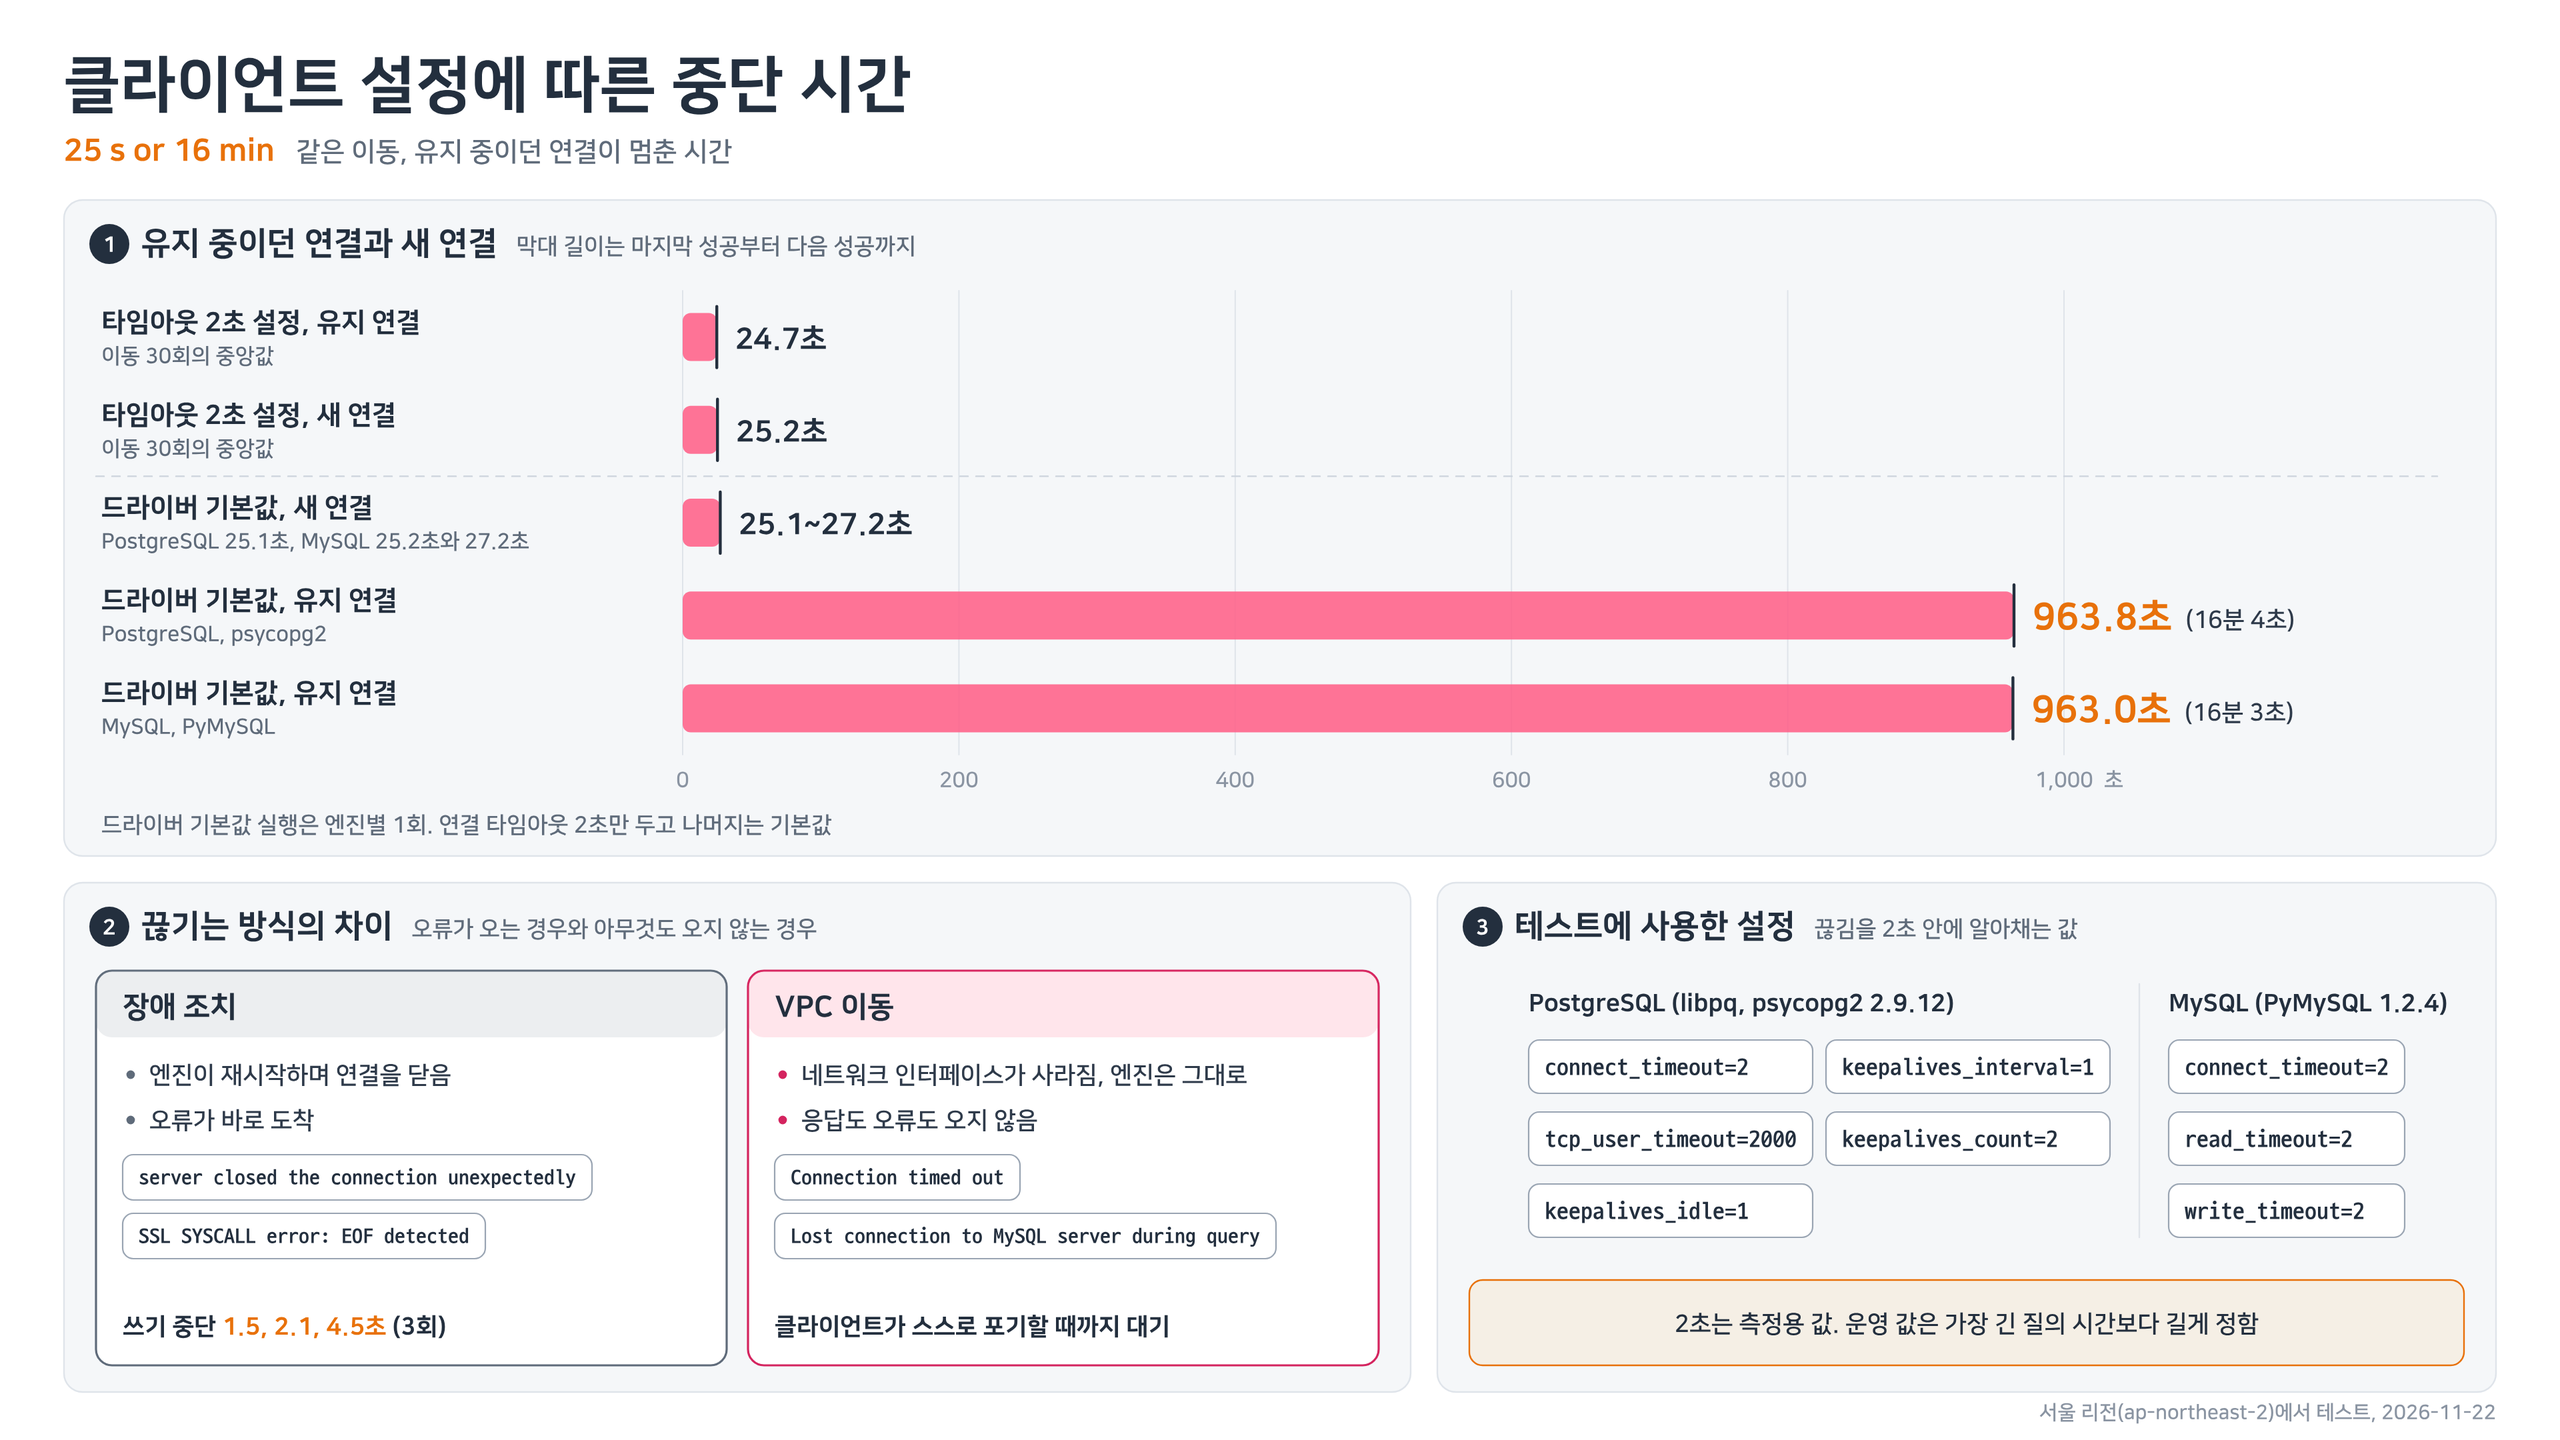 클라이언트 설정에 따른 중단 시간
25 s or 16 min 같은 이동, 유지 중이던 연결이 멈춘 시간
1 유지 중이던 연결과 새 연결 막대 길이는 마지막 성공부터 다음 성공까지
타임아웃 2초 설정, 유지 연결
이동 30회의 중앙값
24.7초
타임아웃 2초 설정, 새 연결
이동 30회의 중앙값
25.2초
드라이버 기본값, 새 연결
PostgreSQL 25.1초, MySQL 25.2초와 27.2초
25.1~27.2초
드라이버 기본값, 유지 연결
PostgreSQL, psycopg2
963.8초 (16분 4초)
드라이버 기본값, 유지 연결
MySQL, PyMySQL
963.0초 (16분 3초)
0 200 400 600 800 1,000 초
드라이버 기본값 실행은 엔진별 1회. 연결 타임아웃 2초만 두고 나머지는 기본값
2 끊기는 방식의 차이 오류가 오는 경우와 아무것도 오지 않는 경우
장애 조치
• 엔진이 재시작하며 연결을 닫음
• 오류가 바로 도착
server closed the connection unexpectedly
SSL SYSCALL error: EOF detected
쓰기 중단 1.5, 2.1, 4.5초 (3회)
VPC 이동
• 네트워크 인터페이스가 사라짐, 엔진은 그대로
• 응답도 오류도 오지 않음
Connection timed out
Lost connection to MySQL server during query
클라이언트가 스스로 포기할 때까지 대기
3 테스트에 사용한 설정 끊김을 2초 안에 알아채는 값
PostgreSQL (libpq, psycopg2 2.9.12)
connect_timeout=2 keepalives_interval=1
tcp_user_timeout=2000 keepalives_count=2
keepalives_idle=1
MySQL (PyMySQL 1.2.4)
connect_timeout=2
read_timeout=2
write_timeout=2
2초는 측정용 값. 운영 값은 가장 긴 질의 시간보다 길게 정함
서울 리전(ap-northeast-2)에서 테스트, 2026-11-22